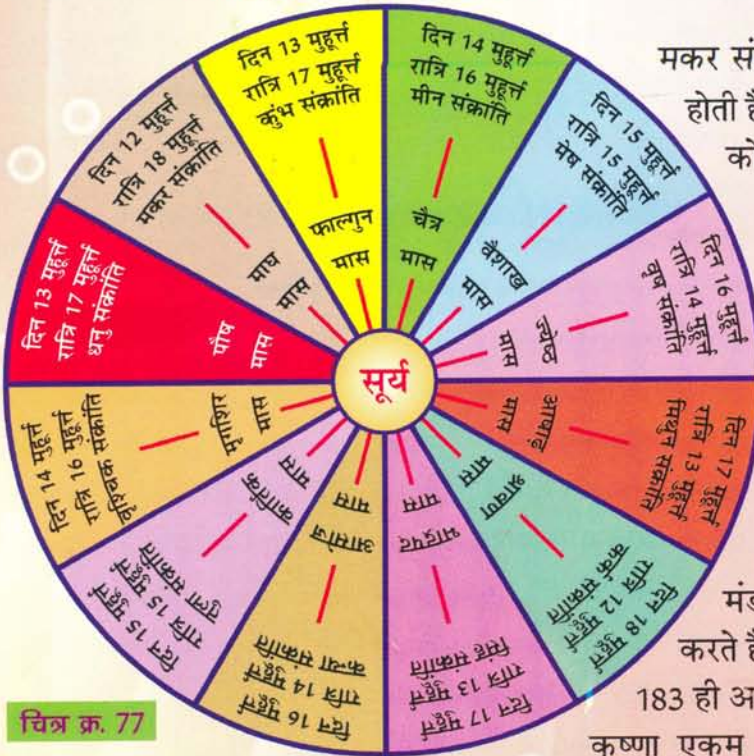 दिन 13 मुहूर्त्त
रात्रि 17 मुहूर्त्त
कुंभ संक्रांति
फाल्गुन
मास
दिन 14 मुहूर्त्त
रात्रि 16 मुहूर्त्त
मीन संक्रांति
चैत्र
मास
दिन 15 मुहूर्त्त
रात्रि 15 मुहूर्त्त
मेष संक्रांति
वैशाख
मास
दिन 16 मुहूर्त्त
रात्रि 14 मुहूर्त्त
वृष संक्रांति
ज्येष्ठ
मास
दिन 17 मुहूर्त्त
रात्रि 13 मुहूर्त्त
मिथुन संक्रांति
आषाढ़
मास
दिन 18 मुहूर्त्त
रात्रि 12 मुहूर्त्त
कर्क संक्रांति
श्रावण
मास
दिन 17 मुहूर्त्त
रात्रि 13 मुहूर्त्त
सिंह संक्रांति
भाद्रपद
मास
दिन 16 मुहूर्त्त
रात्रि 14 मुहूर्त्त
कन्या संक्रांति
आसोज
मास
दिन 15 मुहूर्त्त
रात्रि 15 मुहूर्त्त
तुला संक्रांति
कार्तिक
मास
दिन 14 मुहूर्त्त
रात्रि 16 मुहूर्त्त
वृश्चिक संक्रांति
मृगशिर
मास
दिन 13 मुहूर्त्त
रात्रि 17 मुहूर्त्त
धनु संक्रांति
पौष
मास
दिन 12 मुहूर्त्त
रात्रि 18 मुहूर्त्त
मकर संक्रांति
माघ
मास
सूर्य
मकर सं
होती है
को
मंड
करते है
183 ही अ
कृष्णा एकम
चित्र क्र. 77